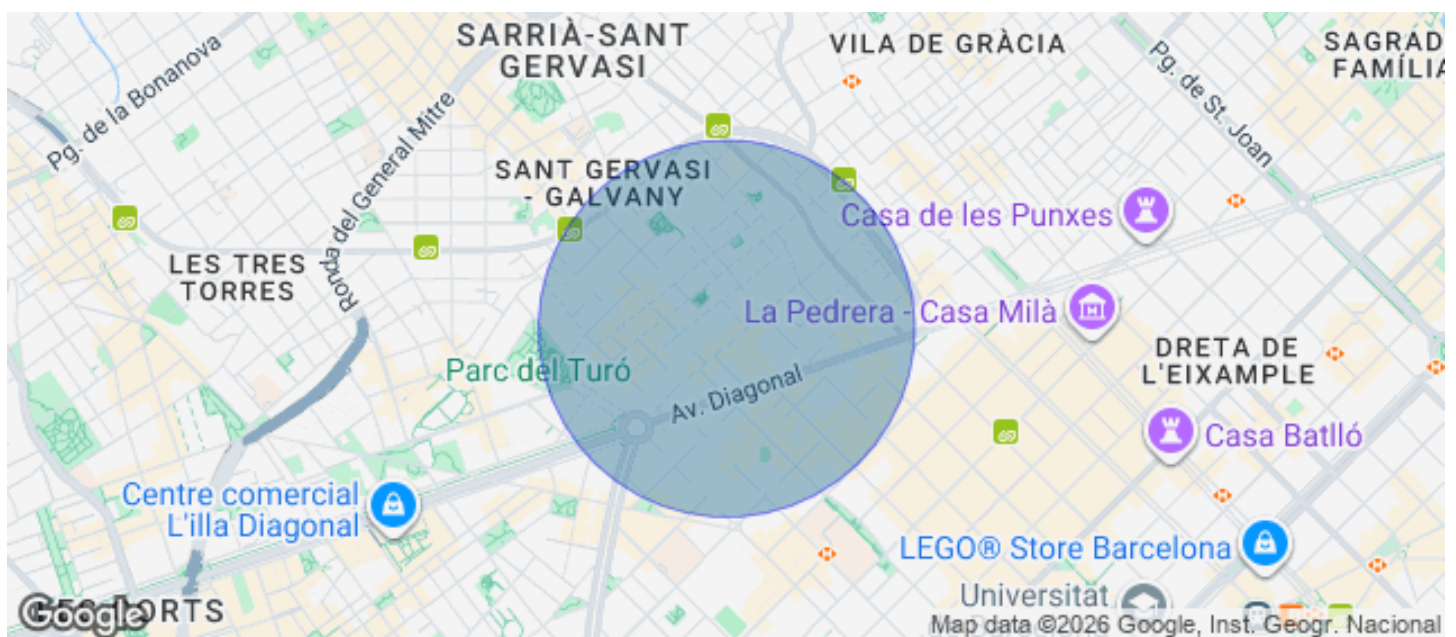 SARRIÀ-SANT
GERVASI
VILA DE GRÀCIA
SAGRAD
FAMÍLIA
Pg. de la Bonanova
Pg. de St. Joan
Ronda del General Mitre
SANT GERVASI
- GALVANY
Casa de les Punxes
LES TRES
TORRES
La Pedrera - Casa Milà
DRETA DE
L'EIXAMPLE
Parc del Turó
Av. Diagonal
Casa Batlló
Centre comercial
L'illa Diagonal
LEGO® Store Barcelona
Universitat
Google
ORTS
Map data ©2026 Google, Inst. Geogr. Nacional